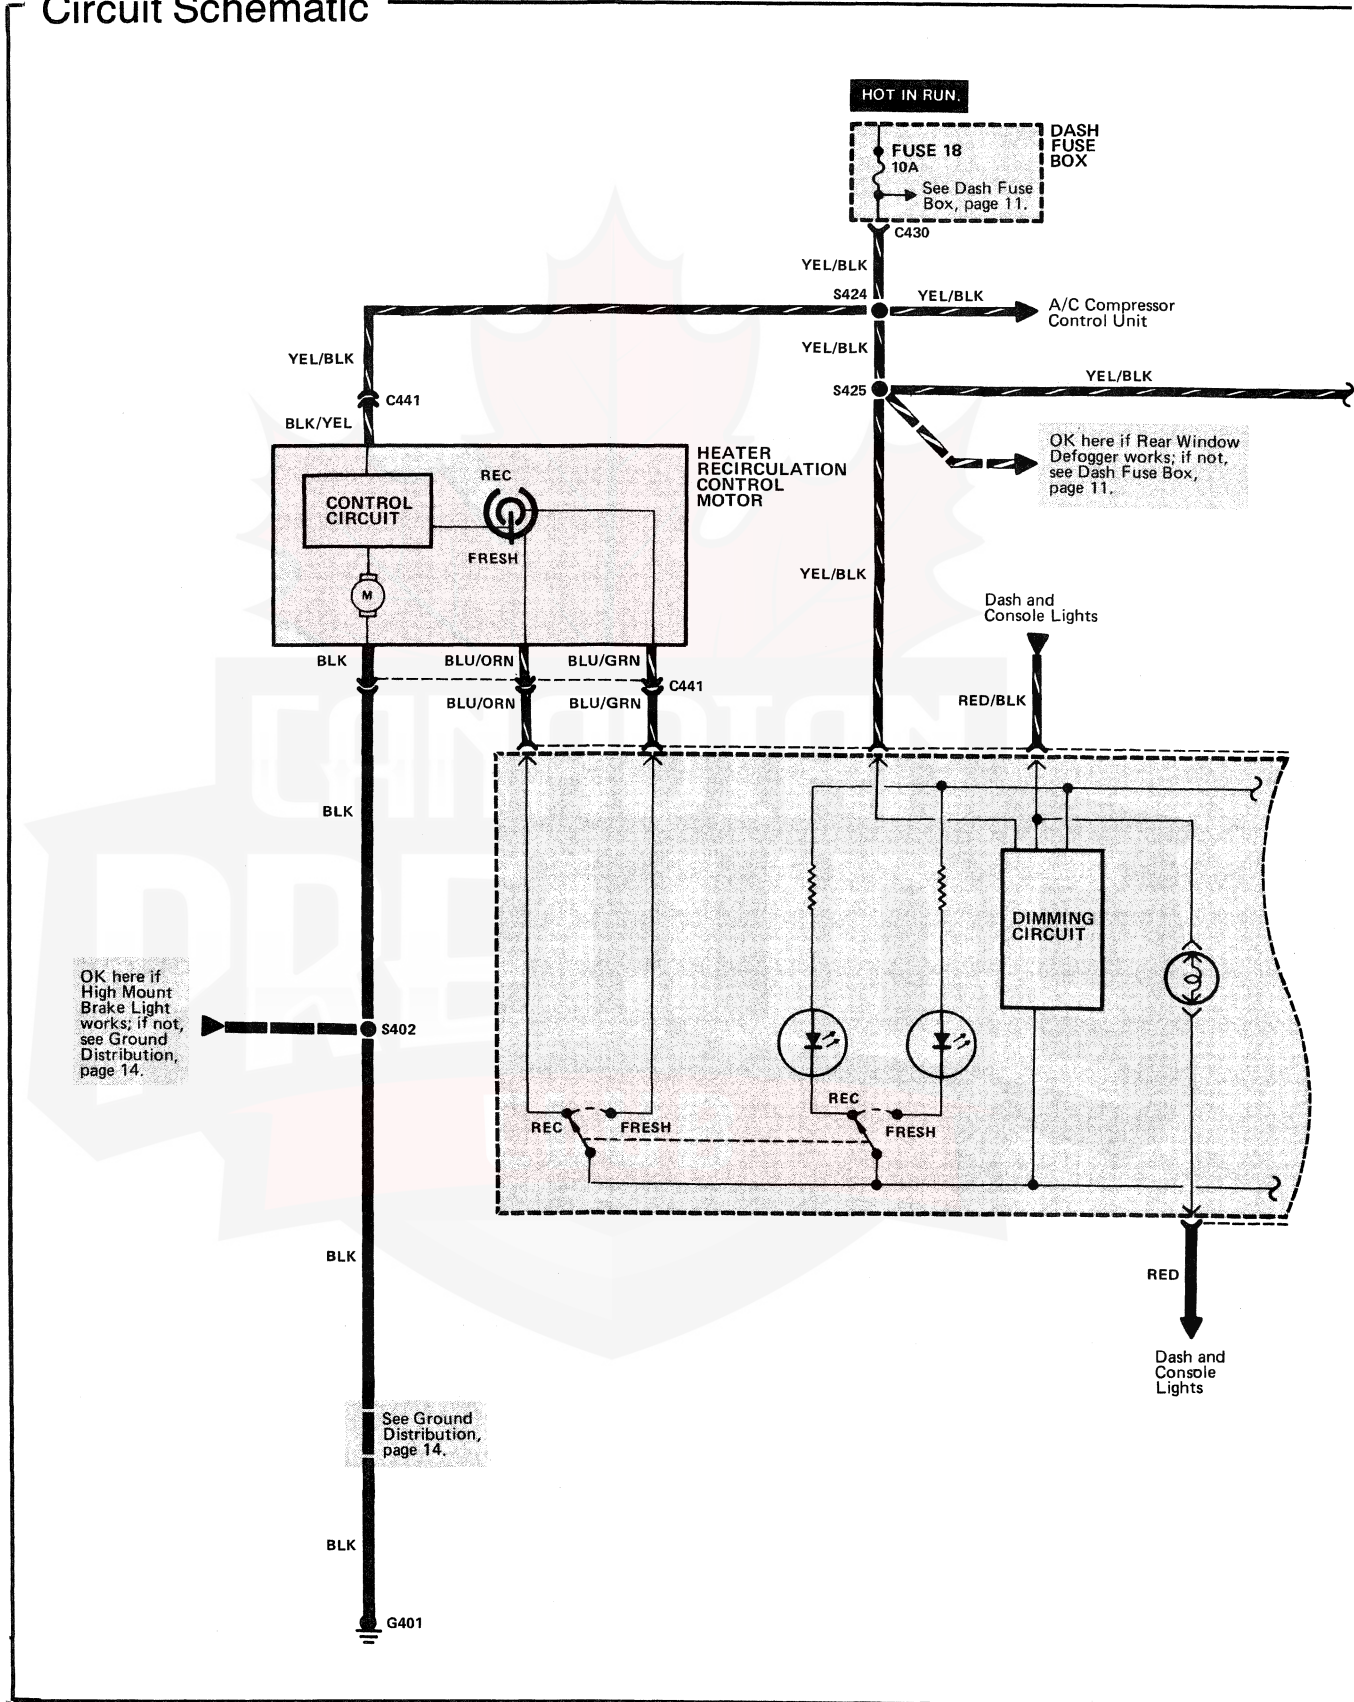 Circuit Schematic
HOT IN RUN.
DASH
FUSE
BOX
FUSE 18
10A
See Dash Fuse
Box, page 11.
C430
YEL/BLK
S424
YEL/BLK
A/C Compressor
Control Unit
YEL/BLK
YEL/BLK
S425
YEL/BLK
C441
BLK/YEL
OK here if Rear Window
Defogger works; if not,
see Dash Fuse Box,
page 11.
HEATER
RECIRCULATION
CONTROL
MOTOR
CONTROL
CIRCUIT
REC
FRESH
M
YEL/BLK
Dash and
Console Lights
BLK
BLU/ORN
BLU/GRN
C441
BLU/ORN
BLU/GRN
RED/BLK
CANADIAN
PRELUDE
CLUB
BLK
DIMMING
CIRCUIT
OK here if
High Mount
Brake Light
works; if not,
see Ground
Distribution,
page 14.
S402
REC
FRESH
REC
FRESH
BLK
RED
Dash and
Console
Lights
See Ground
Distribution,
page 14.
BLK
G401